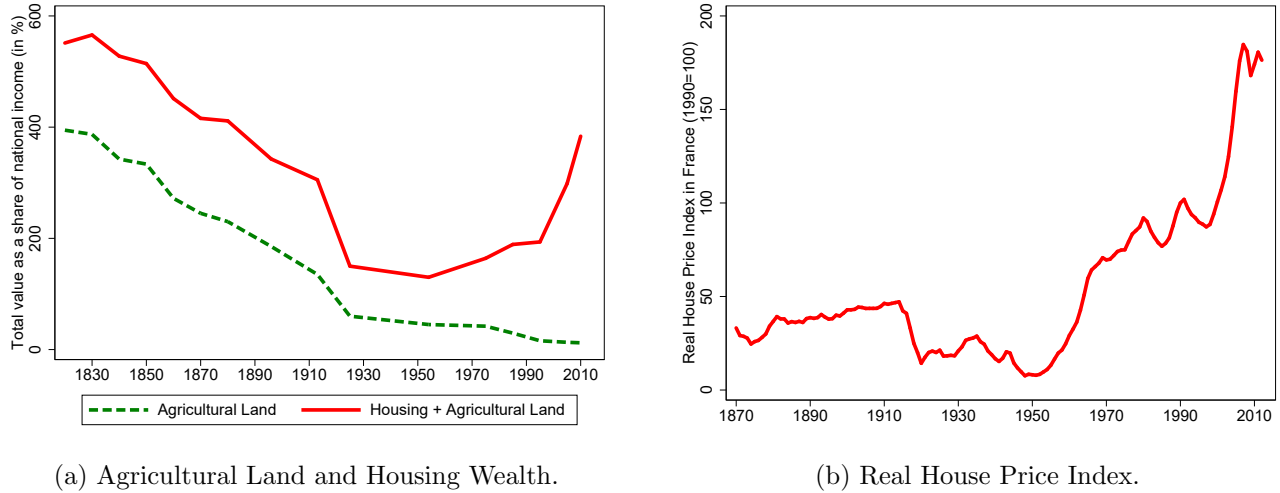 Total value as a share of national income (in %)
600
400
200
0
1830 1850 1870 1890 1910 1930 1950 1970 1990 2010
Agricultural Land Housing + Agricultural Land
(a) Agricultural Land and Housing Wealth.
Real House Price Index in France (1990=100)
200
150
100
50
0
1870 1890 1910 1930 1950 1970 1990 2010
(b) Real House Price Index.